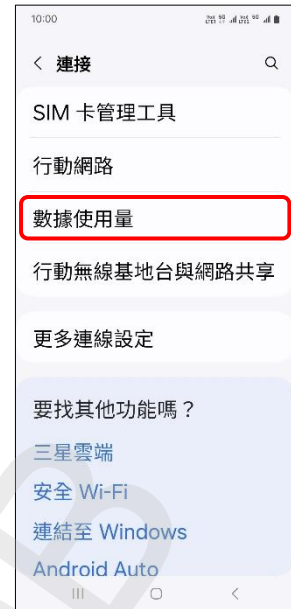 10:00
連接
SIM 卡管理工具
行動網路
數據使用量
行動無線基地台與網路共享
更多連線設定
要找其他功能嗎？
三星雲端
安全 Wi-Fi
連結至 Windows
Android Auto